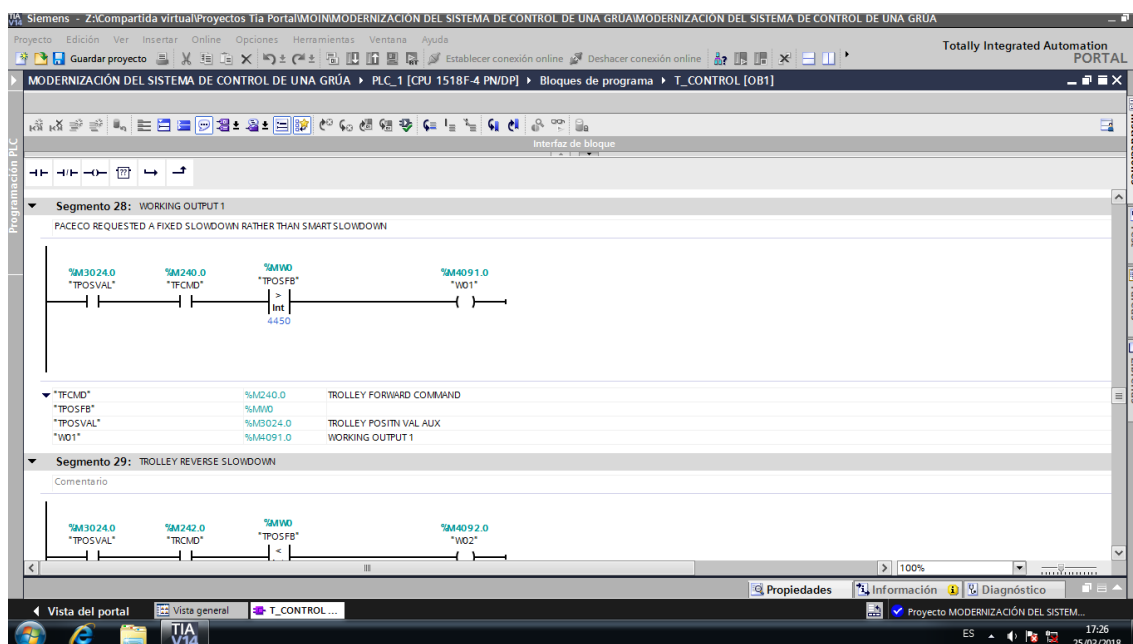 Siemens - Z:\Compartida virtual\Proyectos Tia Portal\MOIN\MODERNIZACIÓN DEL SISTEMA DE CONTROL DE UNA GRÚA\MODERNIZACIÓN DEL SISTEMA DE CONTROL DE UNA GRÚA
Proyecto Edición Ver Insertar Online Opciones Herramientas Ventana Ayuda
Totally Integrated Automation
PORTAL
Guardar proyecto Establecer conexión online Deshacer conexión online
MODERNIZACIÓN DEL SISTEMA DE CONTROL DE UNA GRÚA PLC_1 [CPU 1518F-4 PN/DP] Bloques de programa T_CONTROL [OB1]
Interfaz de bloque
Programación PLC
Segmento 28: WORKING OUTPUT 1
PACECO REQUESTED A FIXED SLOWDOWN RATHER THAN SMART SLOWDOWN
%M3024.0 %M240.0 %MW0 %M4091.0
"TPOSVAL" "TFCMD" "TPOSFB" "W01"
>
Int
4450
"TFCMD" %M240.0 TROLLEY FORWARD COMMAND
"TPOSFB" %MW0
"TPOSVAL" %M3024.0 TROLLEY POSITN VAL AUX
"W01" %M4091.0 WORKING OUTPUT 1
Segmento 29: TROLLEY REVERSE SLOWDOWN
Comentario
%M3024.0 %M242.0 %MW0 %M4092.0
"TPOSVAL" "TRCMD" "TPOSFB" "W02"
<
100%
Propiedades Información Diagnóstico
Vista del portal Vista general T_CONTROL ... Proyecto MODERNIZACIÓN DEL SISTEM...
TIA V14 ES 17:26
25/03/2018